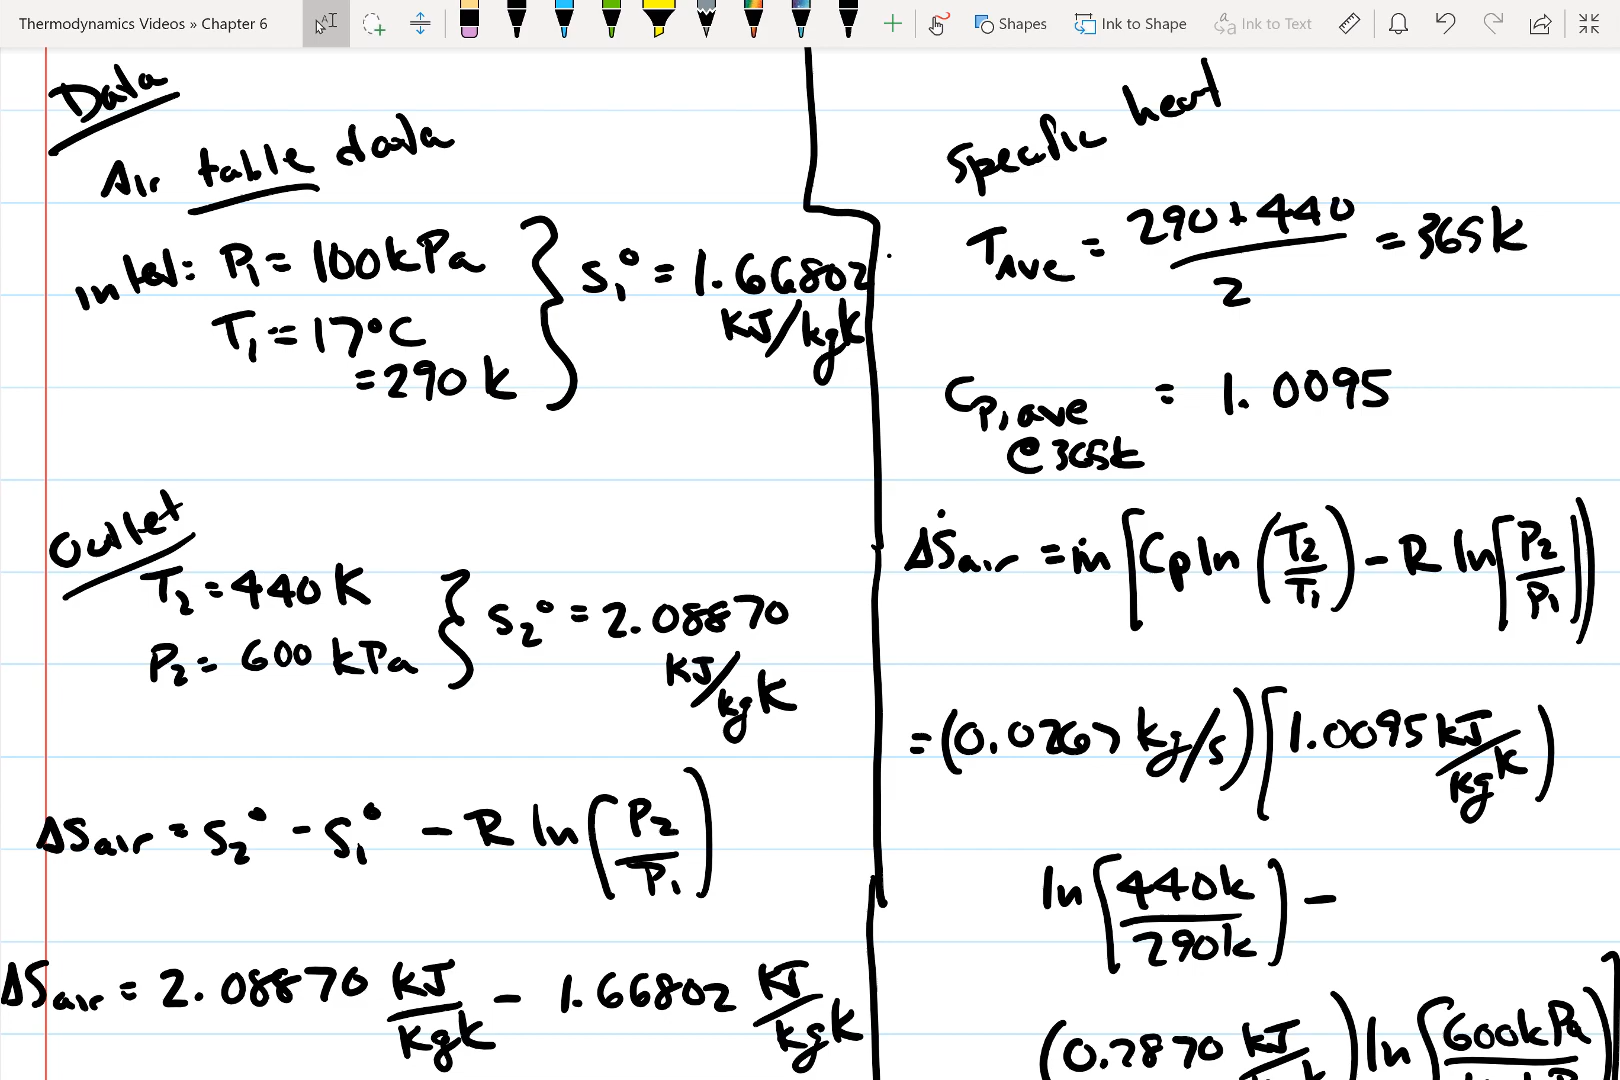 Thermodynamics Videos » Chapter 6
Shapes
Ink to Shape
Ink to Text
Data
Air table data
Inlet: P₁ = 100kPa
T₁ = 17°C
= 290 K
S₁° = 1.66802
KJ/kgK
Outlet
T₂ = 440 K
P₂ = 600 kPa
S₂° = 2.08870
KJ/kgK
ΔSair = S₂° - S₁° - R ln(P₂/P₁)
ΔSair = 2.08870 KJ/kgK - 1.66802 KJ/kgK
Specific heat
TAve = (290+440)/2 = 365K
Cp,ave = 1.0095
@365K
ΔṠair = ṁ[Cp ln(T₂/T₁) - R ln[P₂/P₁]]
= (0.0267 kg/s)[1.0095 KJ/kgK)
ln[440K/290K) -
(0.2870 KJ/ ) ln[600kPa/